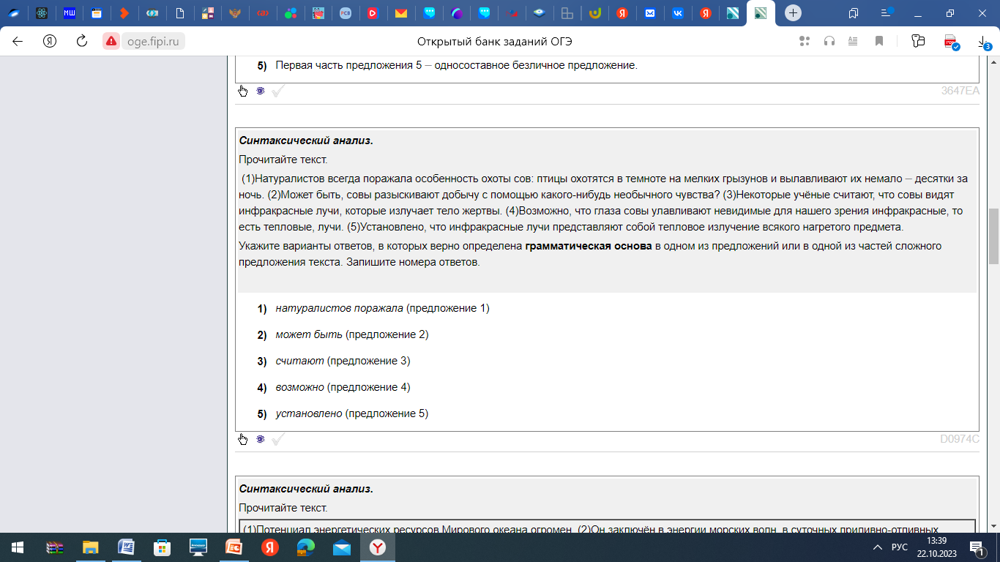 МШ
РСВ
oge.fipi.ru
Открытый банк заданий ОГЭ
PDF
3
5) Первая часть предложения 5 – односоставное безличное предложение.
3647EA
Синтаксический анализ.
Прочитайте текст.
(1)Натуралистов всегда поражала особенность охоты сов: птицы охотятся в темноте на мелких грызунов и вылавливают их немало – десятки за
ночь. (2)Может быть, совы разыскивают добычу с помощью какого-нибудь необычного чувства? (3)Некоторые учёные считают, что совы видят
инфракрасные лучи, которые излучает тело жертвы. (4)Возможно, что глаза совы улавливают невидимые для нашего зрения инфракрасные, то
есть тепловые, лучи. (5)Установлено, что инфракрасные лучи представляют собой тепловое излучение всякого нагретого предмета.
Укажите варианты ответов, в которых верно определена грамматическая основа в одном из предложений или в одной из частей сложного
предложения текста. Запишите номера ответов.
1) натуралистов поражала (предложение 1)
2) может быть (предложение 2)
3) считают (предложение 3)
4) возможно (предложение 4)
5) установлено (предложение 5)
D0974C
Синтаксический анализ.
Прочитайте текст.
(1)Потенциал энергетических ресурсов Мирового океана огромен. (2)Он заключён в энергии морских волн, в суточных приливно-отливных
РУС
13:39
22.10.2023
1